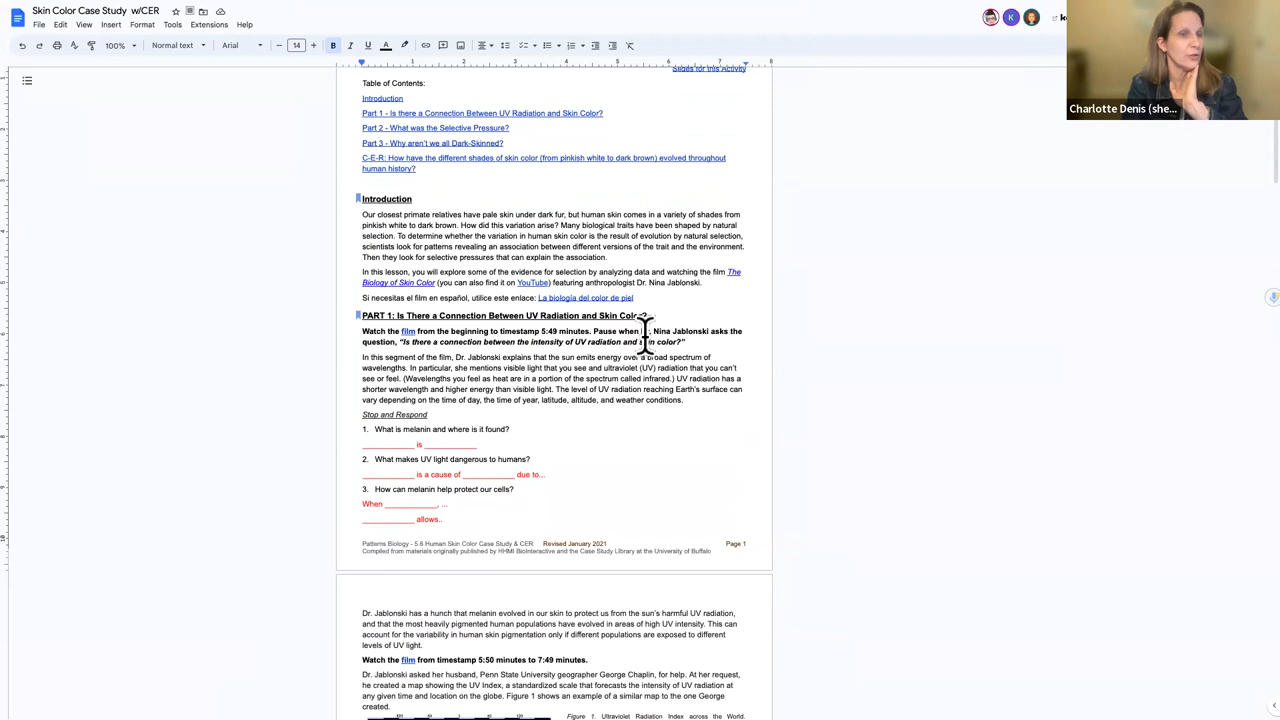 Skin Color Case Study w/CER
File Edit View Insert Format Tools Extensions Help
100% Normal text Arial 14 B I U A
K
1 2 3 4 5 6 7 8
Slides for this Activity
Table of Contents:
Introduction
Part 1 - Is there a Connection Between UV Radiation and Skin Color?
Part 2 - What was the Selective Pressure?
Part 3 - Why aren't we all Dark-Skinned?
C-E-R: How have the different shades of skin color (from pinkish white to dark brown) evolved throughout
human history?
Introduction
Our closest primate relatives have pale skin under dark fur, but human skin comes in a variety of shades from
pinkish white to dark brown. How did this variation arise? Many biological traits have been shaped by natural
selection. To determine whether the variation in human skin color is the result of evolution by natural selection,
scientists look for patterns revealing an association between different versions of the trait and the environment.
Then they look for selective pressures that can explain the association.
In this lesson, you will explore some of the evidence for selection by analyzing data and watching the film The
Biology of Skin Color (you can also find it on YouTube) featuring anthropologist Dr. Nina Jablonski.
Si necesitas el film en español, utilice este enlace: La biología del color de piel
PART 1: Is There a Connection Between UV Radiation and Skin Color?
Watch the film from the beginning to timestamp 5:49 minutes. Pause when Nina Jablonski asks the
question, "Is there a connection between the intensity of UV radiation and skin color?"
In this segment of the film, Dr. Jablonski explains that the sun emits energy over broad spectrum of
wavelengths. In particular, she mentions visible light that you see and ultraviolet (UV) radiation that you can't
see or feel. (Wavelengths you feel as heat are in a portion of the spectrum called infrared.) UV radiation has a
shorter wavelength and higher energy than visible light. The level of UV radiation reaching Earth's surface can
vary depending on the time of day, the time of year, latitude, altitude, and weather conditions.
Stop and Respond
1. What is melanin and where is it found?
____________ is ____________
2. What makes UV light dangerous to humans?
____________ is a cause of ____________ due to...
3. How can melanin help protect our cells?
When ____________, ...
____________ allows..
Patterns Biology - 5.6 Human Skin Color Case Study & CER Revised January 2021 Page 1
Compiled from materials originally published by HHMI BioInteractive and the Case Study Library at the University of Buffalo
Dr. Jablonski has a hunch that melanin evolved in our skin to protect us from the sun's harmful UV radiation,
and that the most heavily pigmented human populations have evolved in areas of high UV intensity. This can
account for the variability in human skin pigmentation only if different populations are exposed to different
levels of UV light.
Watch the film from timestamp 5:50 minutes to 7:49 minutes.
Dr. Jablonski asked her husband, Penn State University geographer George Chaplin, for help. At her request,
he created a map showing the UV Index, a standardized scale that forecasts the intensity of UV radiation at
any given time and location on the globe. Figure 1 shows an example of a similar map to the one George
created.
Figure 1. Ultraviolet Radiation Index across the World.
Charlotte Denis (she...